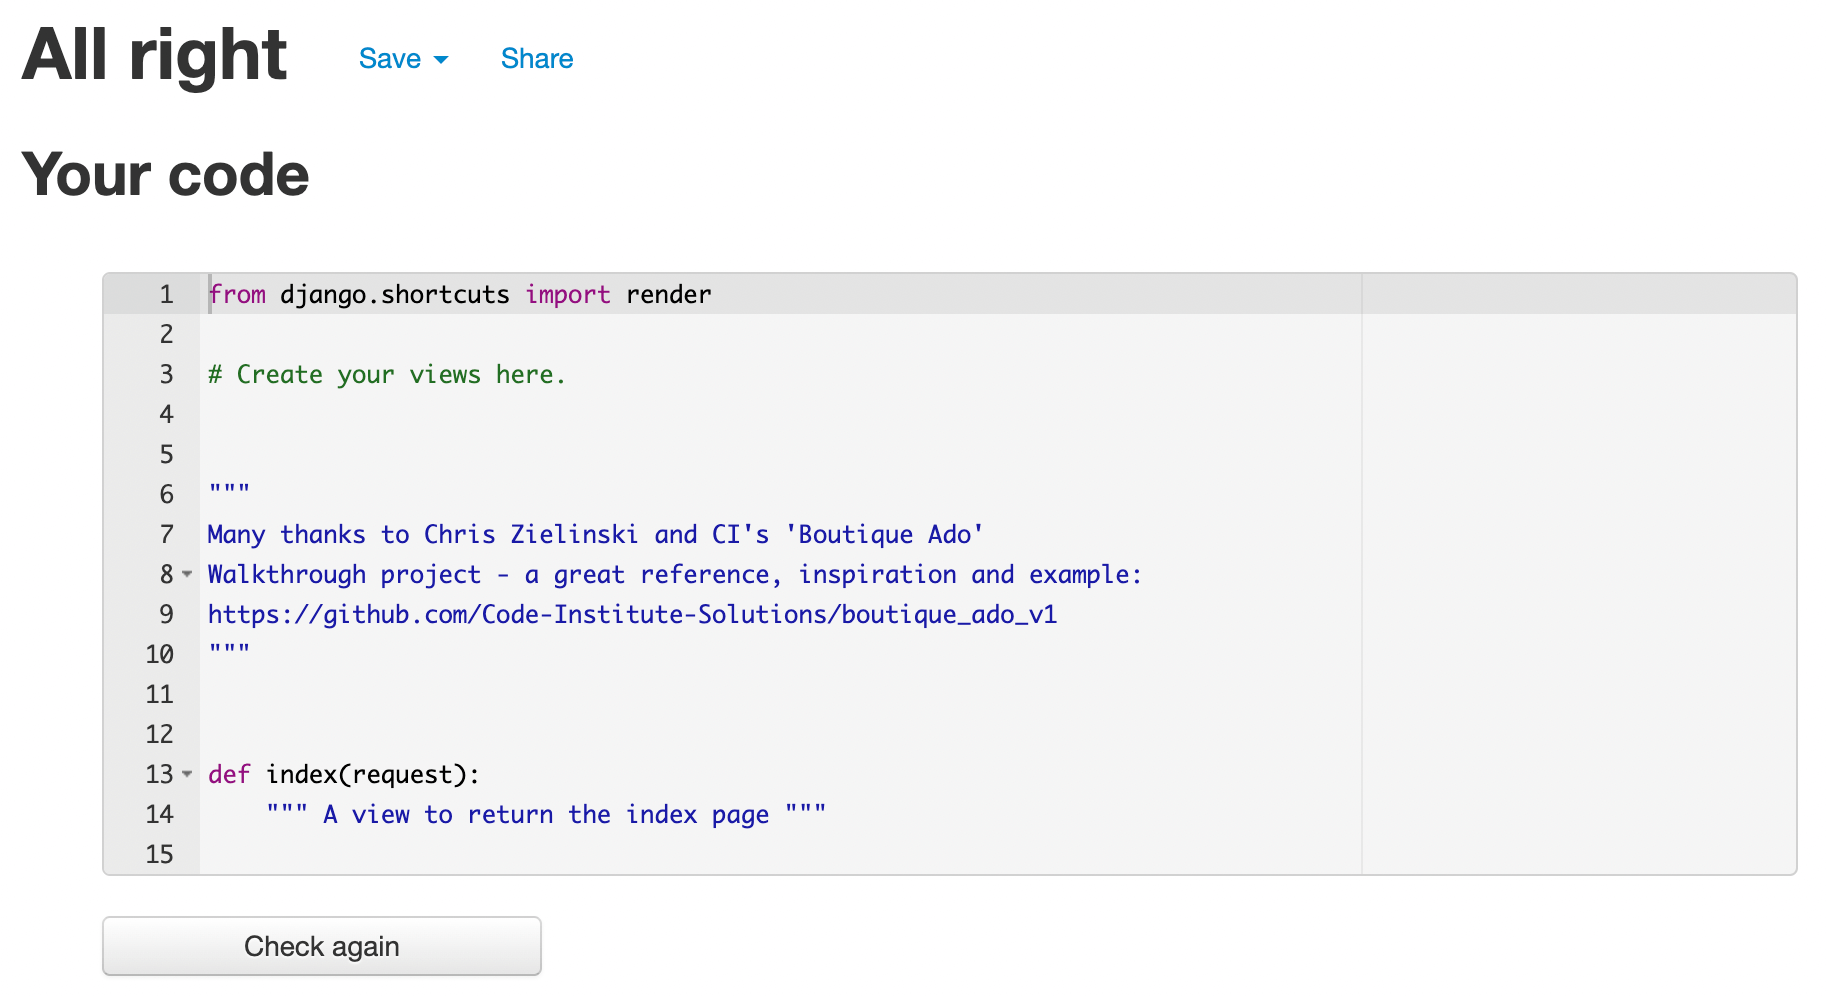 All right Save Share
Your code
1 from django.shortcuts import render
2
3 # Create your views here.
4
5
6 """
7 Many thanks to Chris Zielinski and CI's 'Boutique Ado'
8 Walkthrough project - a great reference, inspiration and example:
9 https://github.com/Code-Institute-Solutions/boutique_ado_v1
10 """
11
12
13 def index(request):
14     """ A view to return the index page """
15
Check again